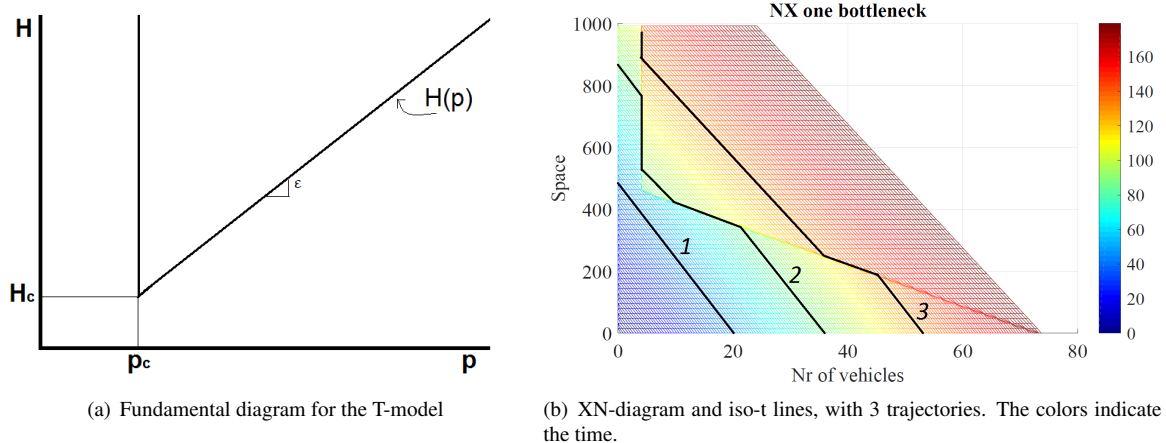 H
H(p)
ε
Hc
pc
p
(a) Fundamental diagram for the T-model
NX one bottleneck
1000
800
600
400
200
0
Space
0
20
40
60
80
Nr of vehicles
1
2
3
160
140
120
100
80
60
40
20
0
(b) XN-diagram and iso-t lines, with 3 trajectories. The colors indicate
the time.